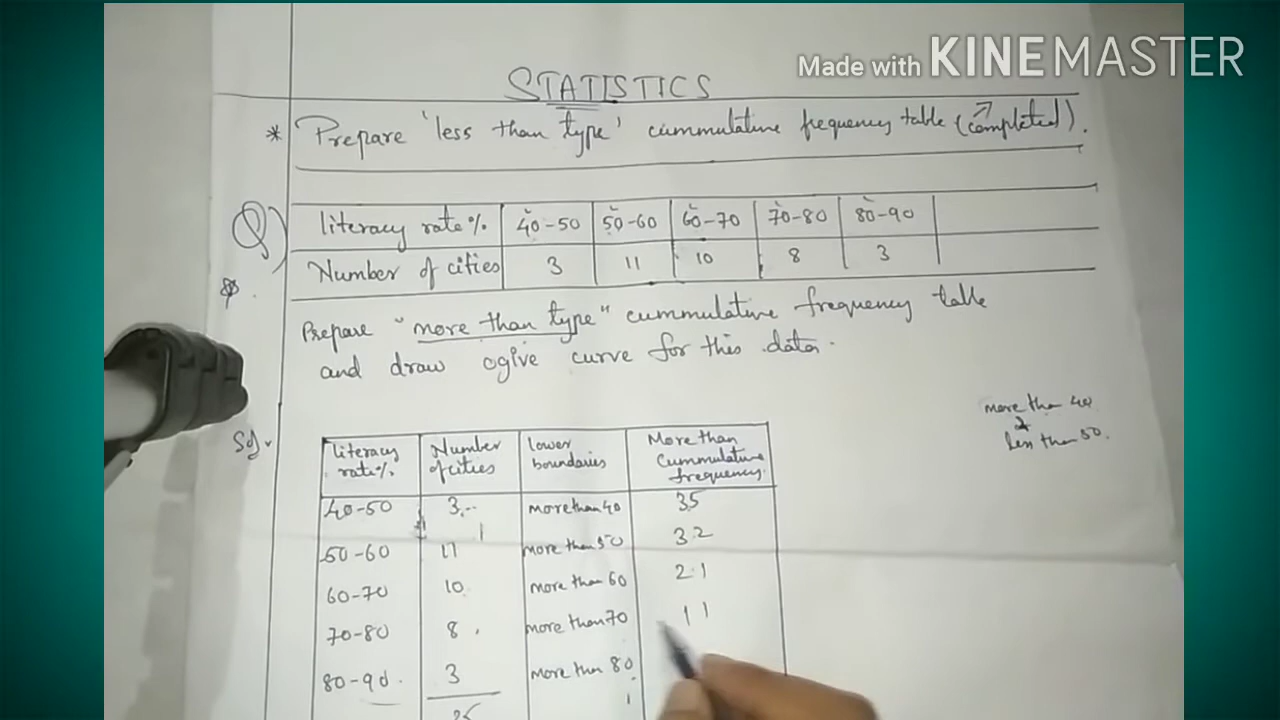 Made with KINEMASTER
STATISTICS
* Prepare 'less than type' cummulative frequency table (completed).
Q) literacy rate% 40-50 50-60 60-70 70-80 80-90
Number of cities 3 11 10 8 3
Prepare "more than type" cummulative frequency table
and draw ogive curve for this data.
more than 40
&
less than 50.
Sol.
literacy rate% Number of cities lower boundaries More than Cummulative frequency
40-50 3 more than 40 35
50-60 11 more than 50 32
60-70 10 more than 60 21
70-80 8 more than 70 11
80-90 3 more than 80
35